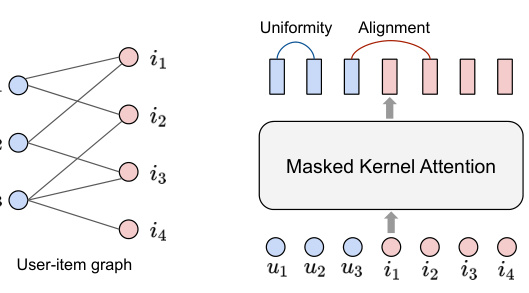 i1
i2
i3
i4
User-item graph
Uniformity Alignment
Masked Kernel Attention
u1 u2 u3 i1 i2 i3 i4